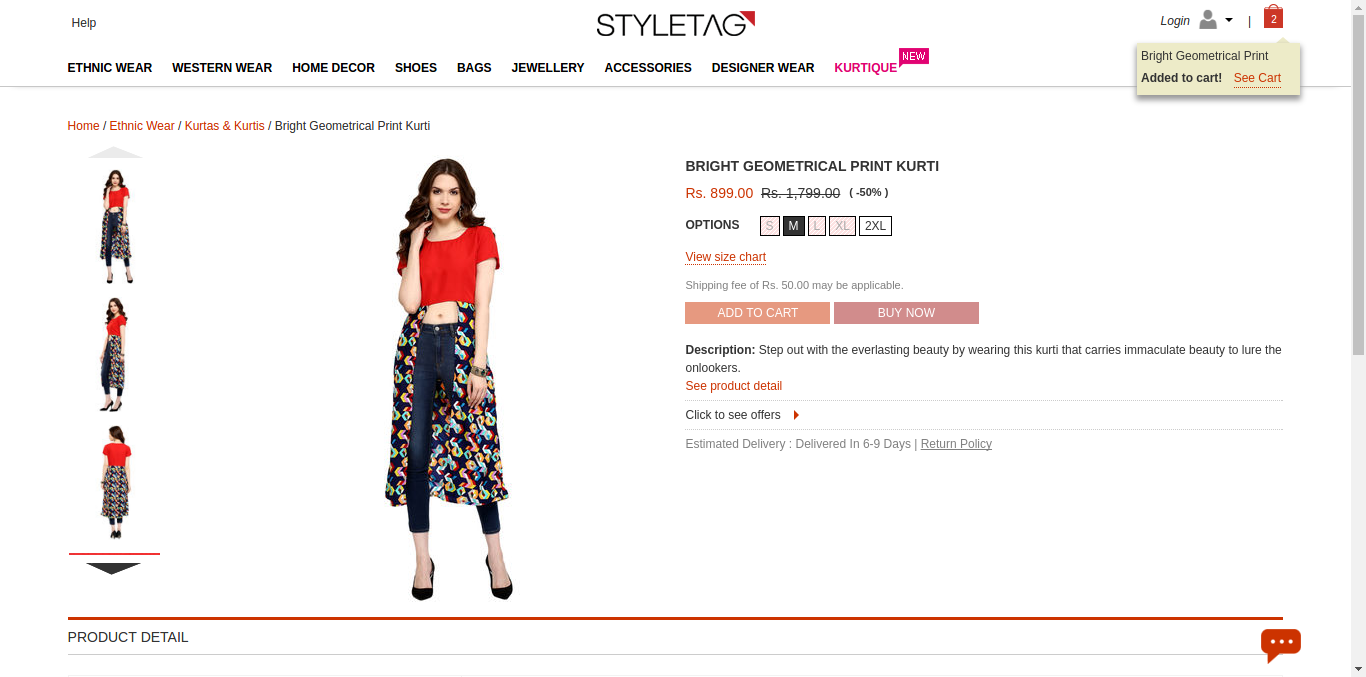 Help
STYLETAG
Login
|
2
Bright Geometrical Print
Added to cart! See Cart
ETHNIC WEAR WESTERN WEAR HOME DECOR SHOES BAGS JEWELLERY ACCESSORIES DESIGNER WEAR KURTIQUE NEW
Home / Ethnic Wear / Kurtas & Kurtis / Bright Geometrical Print Kurti
BRIGHT GEOMETRICAL PRINT KURTI
Rs. 899.00 Rs. 1,799.00 ( -50% )
OPTIONS S M L XL 2XL
View size chart
Shipping fee of Rs. 50.00 may be applicable.
ADD TO CART BUY NOW
Description: Step out with the everlasting beauty by wearing this kurti that carries immaculate beauty to lure the
onlookers.
See product detail
Click to see offers
Estimated Delivery : Delivered In 6-9 Days | Return Policy
PRODUCT DETAIL